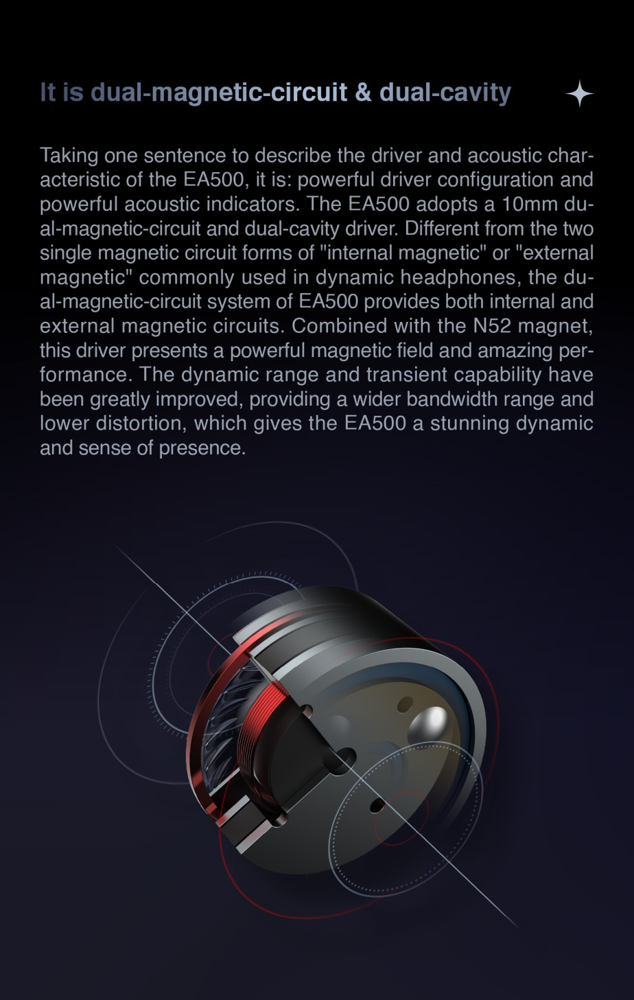 It is dual-magnetic-circuit & dual-cavity
Taking one sentence to describe the driver and acoustic char-
acteristic of the EA500, it is: powerful driver configuration and
powerful acoustic indicators. The EA500 adopts a 10mm du-
al-magnetic-circuit and dual-cavity driver. Different from the two
single magnetic circuit forms of "internal magnetic" or "external
magnetic" commonly used in dynamic headphones, the du-
al-magnetic-circuit system of EA500 provides both internal and
external magnetic circuits. Combined with the N52 magnet,
this driver presents a powerful magnetic field and amazing per-
formance. The dynamic range and transient capability have
been greatly improved, providing a wider bandwidth range and
lower distortion, which gives the EA500 a stunning dynamic
and sense of presence.